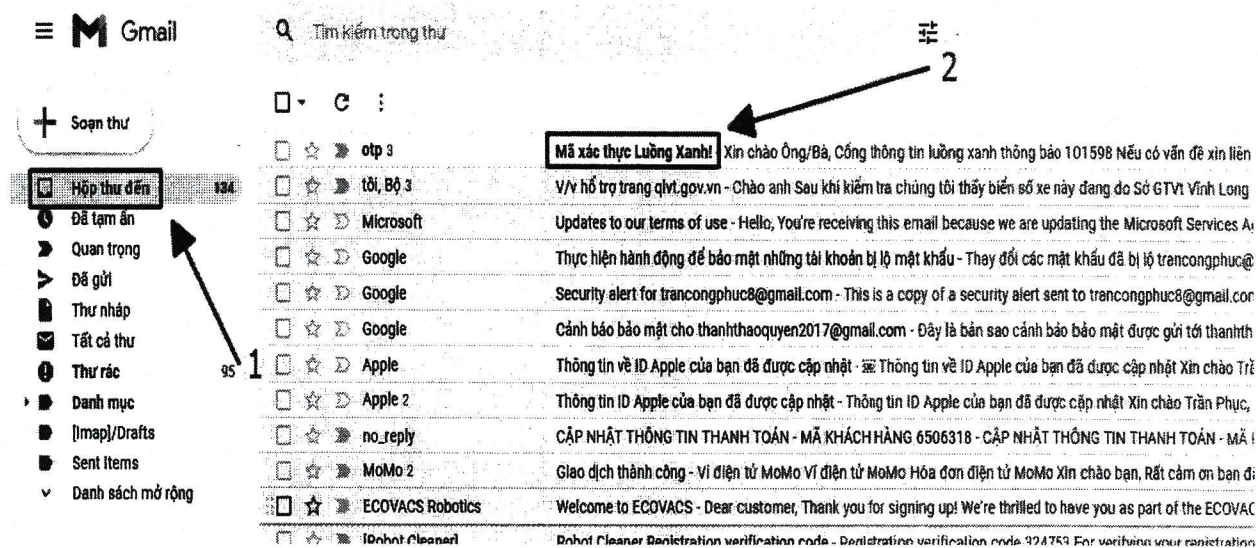 Gmail
Tìm kiếm trong thư
2
Soạn thư
otp 3 Mã xác thực Luồng Xanh! - Xin chào Ông/Bà, Cổng thông tin luồng xanh thông báo 101598 Nếu có vấn đề xin liên
Hộp thư đến 134
tôi, Bộ 3 V/v hổ trợ trang qlvt.gov.vn - Chào anh Sau khi kiểm tra chúng tôi thấy biển số xe này đang do Sở GTVt Vĩnh Long
Đã tạm ẩn
Microsoft Updates to our terms of use - Hello, You're receiving this email because we are updating the Microsoft Services
Quan trọng
Google Thực hiện hành động để bảo mật những tài khoản bị lộ mật khẩu - Thay đổi các mật khẩu đã bị lộ trancongphuc@
Đã gửi
Google Security alert for trancongphuc8@gmail.com - This is a copy of a security alert sent to trancongphuc8@gmail.com
Thư nháp
Google Cảnh báo bảo mật cho thanhthaoquyen2017@gmail.com - Đây là bản sao cảnh báo bảo mật được gửi tới thanhth
Tất cả thư
Apple Thông tin về ID Apple của bạn đã được cập nhật - Thông tin về ID Apple của bạn đã được cập nhật Xin chào Trầ
Thư rác 95 1
Apple 2 Thông tin ID Apple của bạn đã được cập nhật - Thông tin ID Apple của bạn đã được cập nhật Xin chào Trần Phục,
Danh mục
no_reply CẬP NHẬT THÔNG TIN THANH TOÁN - MÃ KHÁCH HÀNG 6506318 - CẬP NHẬT THÔNG TIN THANH TOÁN - MÃ
[Imap]/Drafts
MoMo 2 Giao dịch thành công - Ví điện tử MoMo Ví điện tử MoMo Hóa đơn điện tử MoMo Xin chào bạn, Rất cảm ơn bạn đ
Sent Items
ECOVACS Robotics Welcome to ECOVACS - Dear customer, Thank you for signing up! We're thrilled to have you as part of the ECOVAC
Danh sách mở rộng
[Robot Cleaner] Robot Cleaner Registration verification code - Registration verification code 324753 For verifying your registration